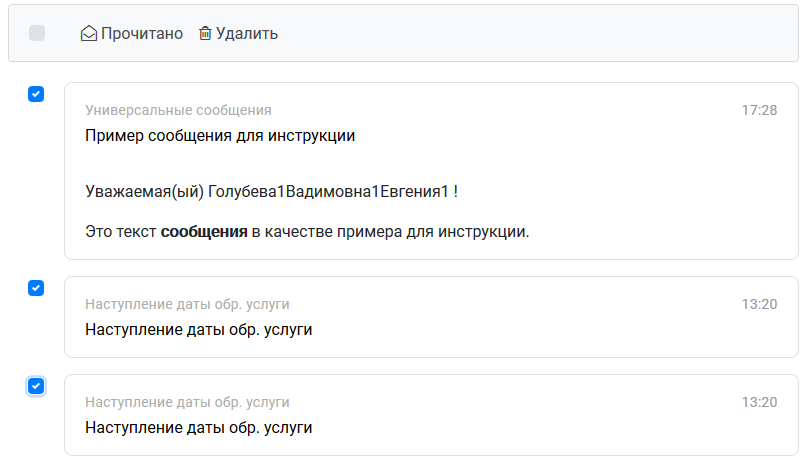 Прочитано Удалить
Универсальные сообщения 17:28
Пример сообщения для инструкции
Уважаемая(ый) Голубева1Вадимовна1Евгения1 !
Это текст сообщения в качестве примера для инструкции.
Наступление даты обр. услуги 13:20
Наступление даты обр. услуги
Наступление даты обр. услуги 13:20
Наступление даты обр. услуги